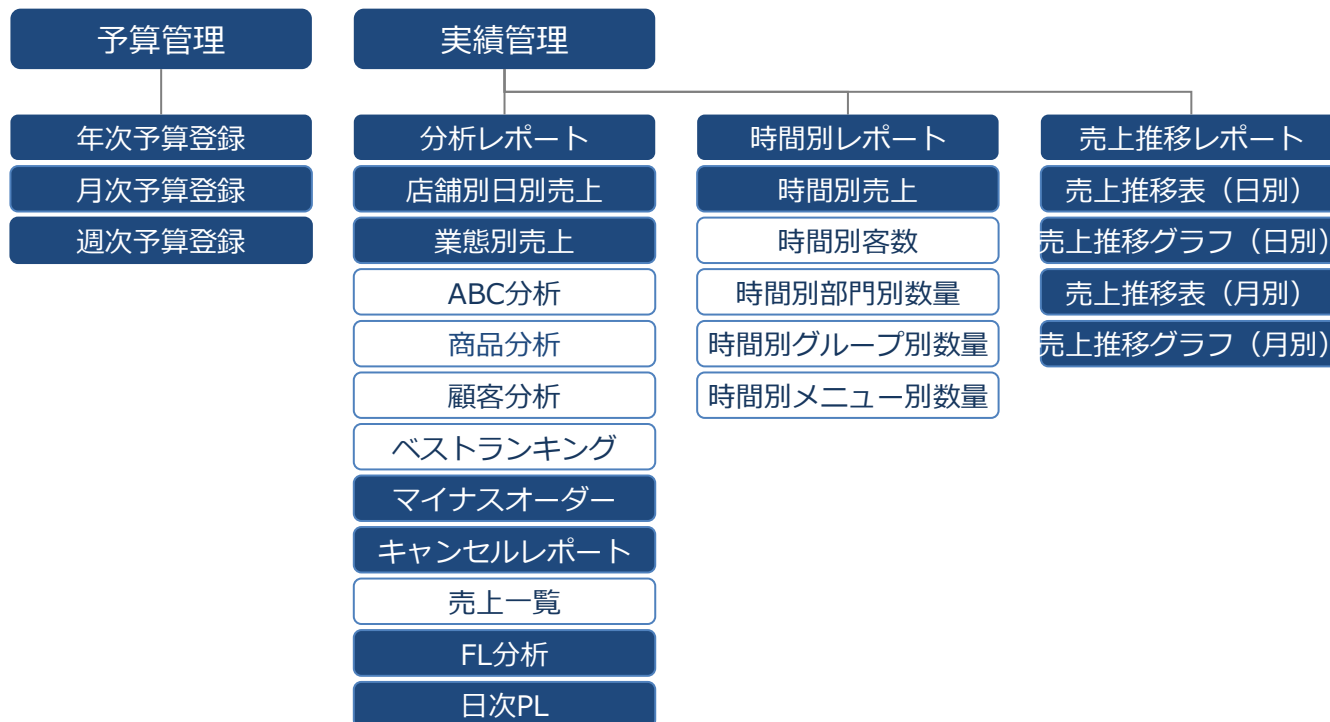 予算管理
年次予算登録
月次予算登録
週次予算登録
実績管理
分析レポート
店舗別日別売上
業態別売上
ABC分析
商品分析
顧客分析
ベストランキング
マイナスオーダー
キャンセルレポート
売上一覧
FL分析
日次PL
時間別レポート
時間別売上
時間別客数
時間別部門別数量
時間別グループ別数量
時間別メニュー別数量
売上推移レポート
売上推移表（日別）
売上推移グラフ（日別）
売上推移表（月別）
売上推移グラフ（月別）